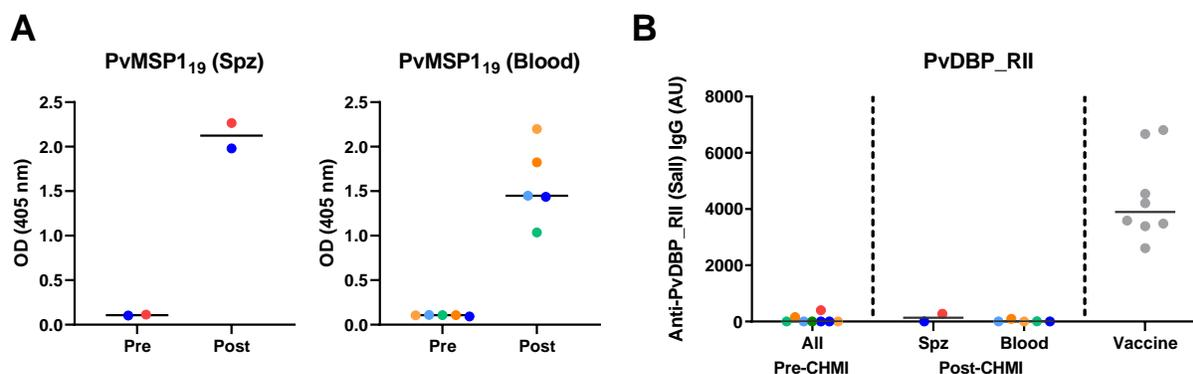 A
PvMSP1₁₉ (Spz)
OD (405 nm)
2.5
2.0
1.5
1.0
0.5
0.0
Pre Post
PvMSP1₁₉ (Blood)
OD (405 nm)
2.5
2.0
1.5
1.0
0.5
0.0
Pre Post
B
PvDBP_RII
Anti-PvDBP_RII (SalI) IgG (AU)
8000
6000
4000
2000
0
All Spz Blood Vaccine
Pre-CHMI Post-CHMI